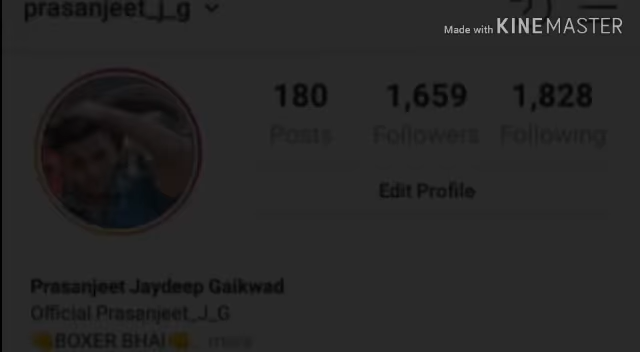 prasanjeet_j_g
Made with KINEMASTER
180 1,659 1,828
Posts Followers Following
Edit Profile
Prasanjeet Jaydeep Gaikwad
Official Prasanjeet_J_G
👊BOXER BHAI👊... more